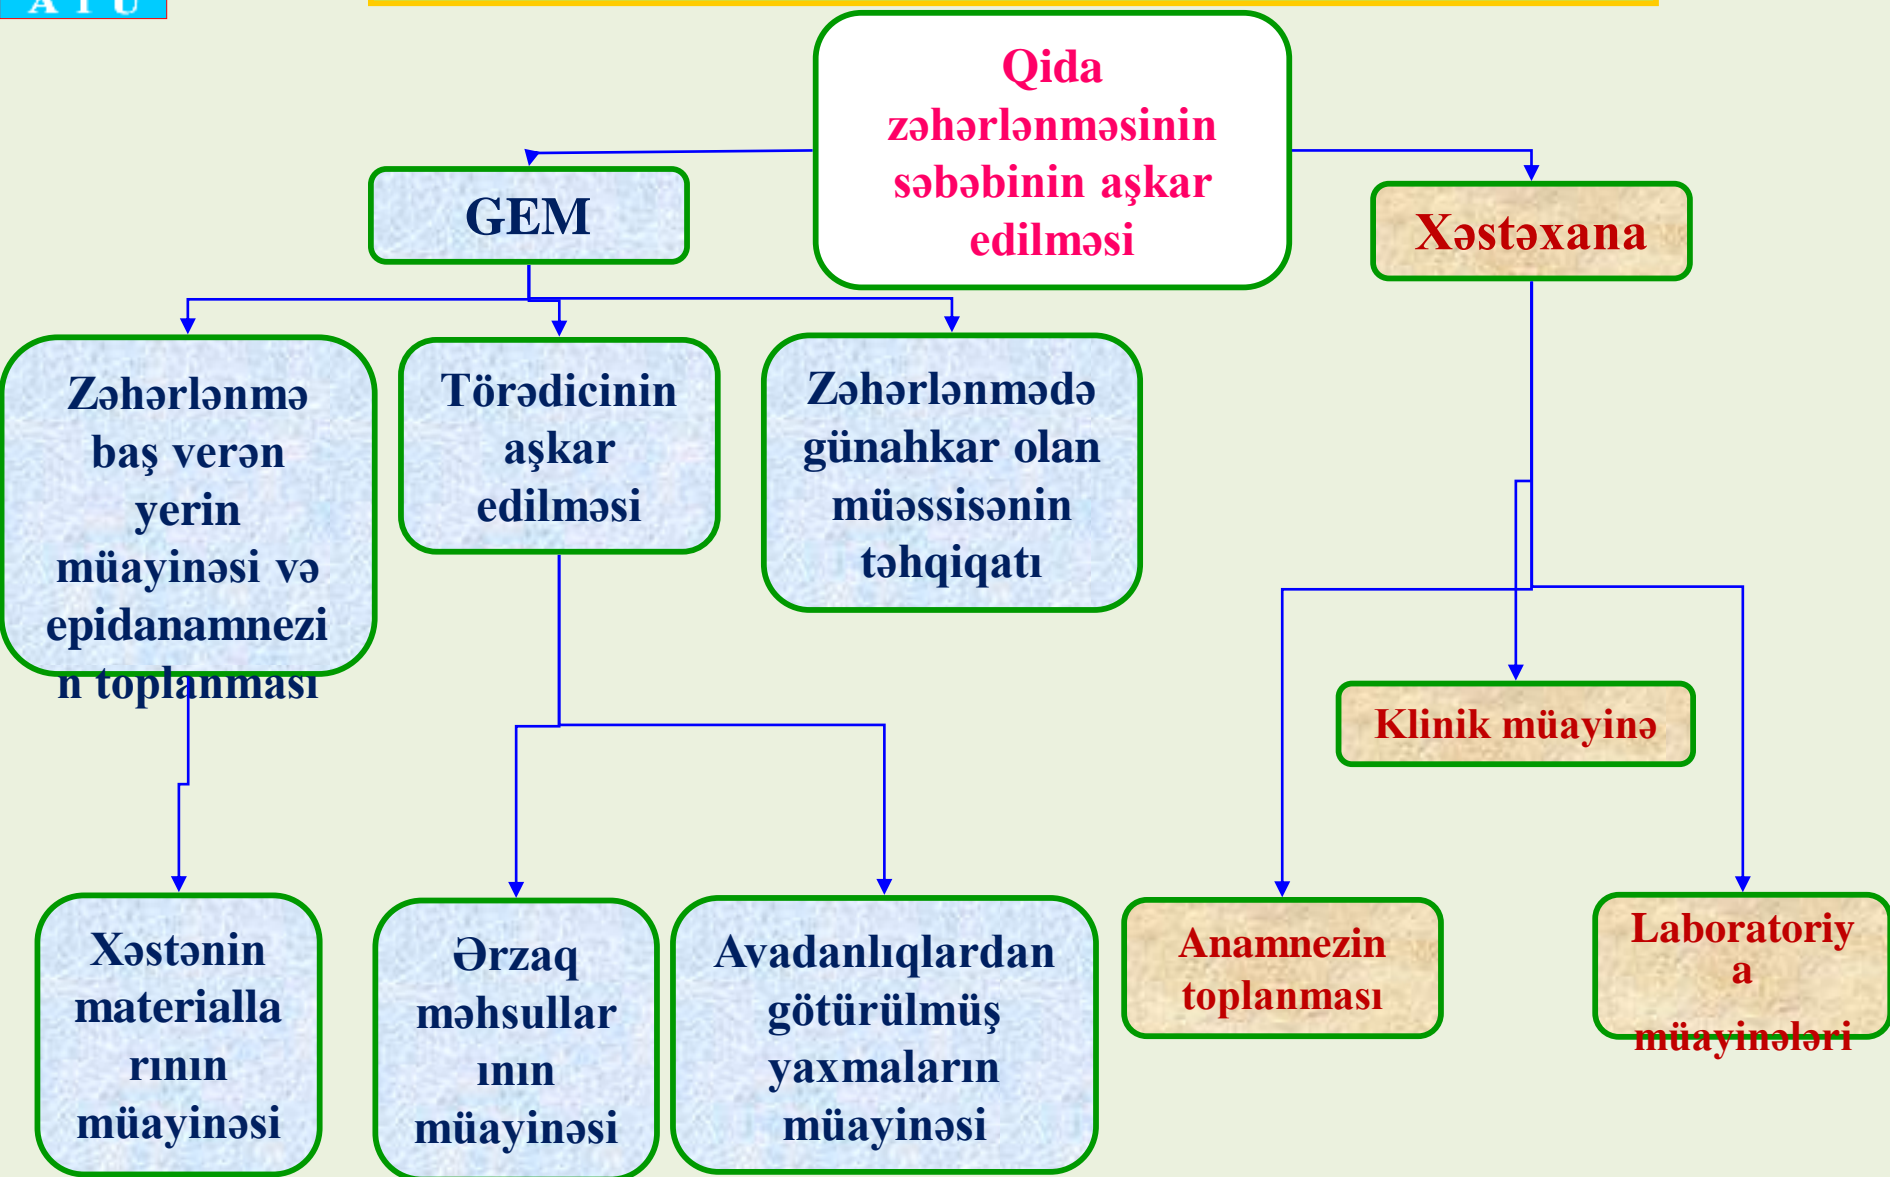 A T U
Qida
zəhərlənməsinin
səbəbinin aşkar
edilməsi
GEM
Xəstəxana
Zəhərlənmə
baş verən
yerin
müayinəsi və
epidanamnezi
n toplanması
Törədicinin
aşkar
edilməsi
Zəhərlənmədə
günahkar olan
müəssisənin
təhqiqatı
Klinik müayinə
Xəstənin
materialla
rının
müayinəsi
Ərzaq
məhsullar
ının
müayinəsi
Avadanlıqlardan
götürülmüş
yaxmaların
müayinəsi
Anamnezin
toplanması
Laboratoriy
a
müayinələri